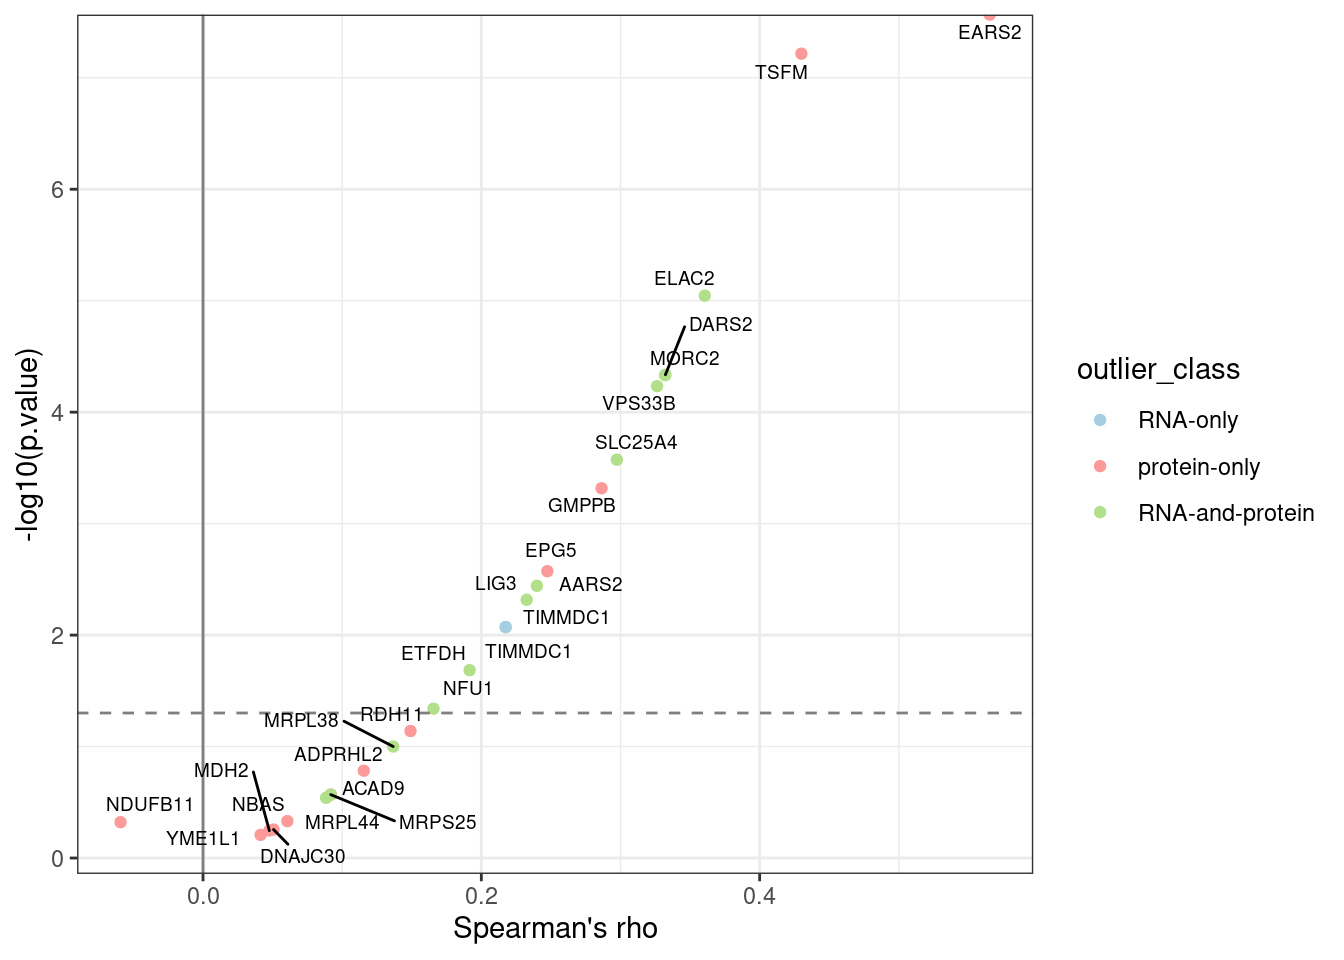 EARS2
TSFM
6
ELAC2
DARS2
MORC2
VPS33B
4
SLC25A4
GMPPB
EPG5
LIG3
AARS2
TIMMDC1
2
ETFDH
TIMMDC1
NFU1
MRPL38
RDH11
ADPRHL2
MDH2
ACAD9
NDUFB11
NBAS
MRPL44
MRPS25
YME1L1
DNAJC30
0
0.0
0.2
0.4
Spearman's rho
-log10(p.value)
outlier_class
RNA-only
protein-only
RNA-and-protein